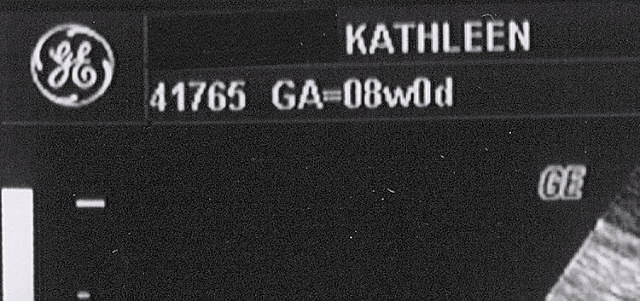 GE
KATHLEEN
41765 GA=08w0d
GE